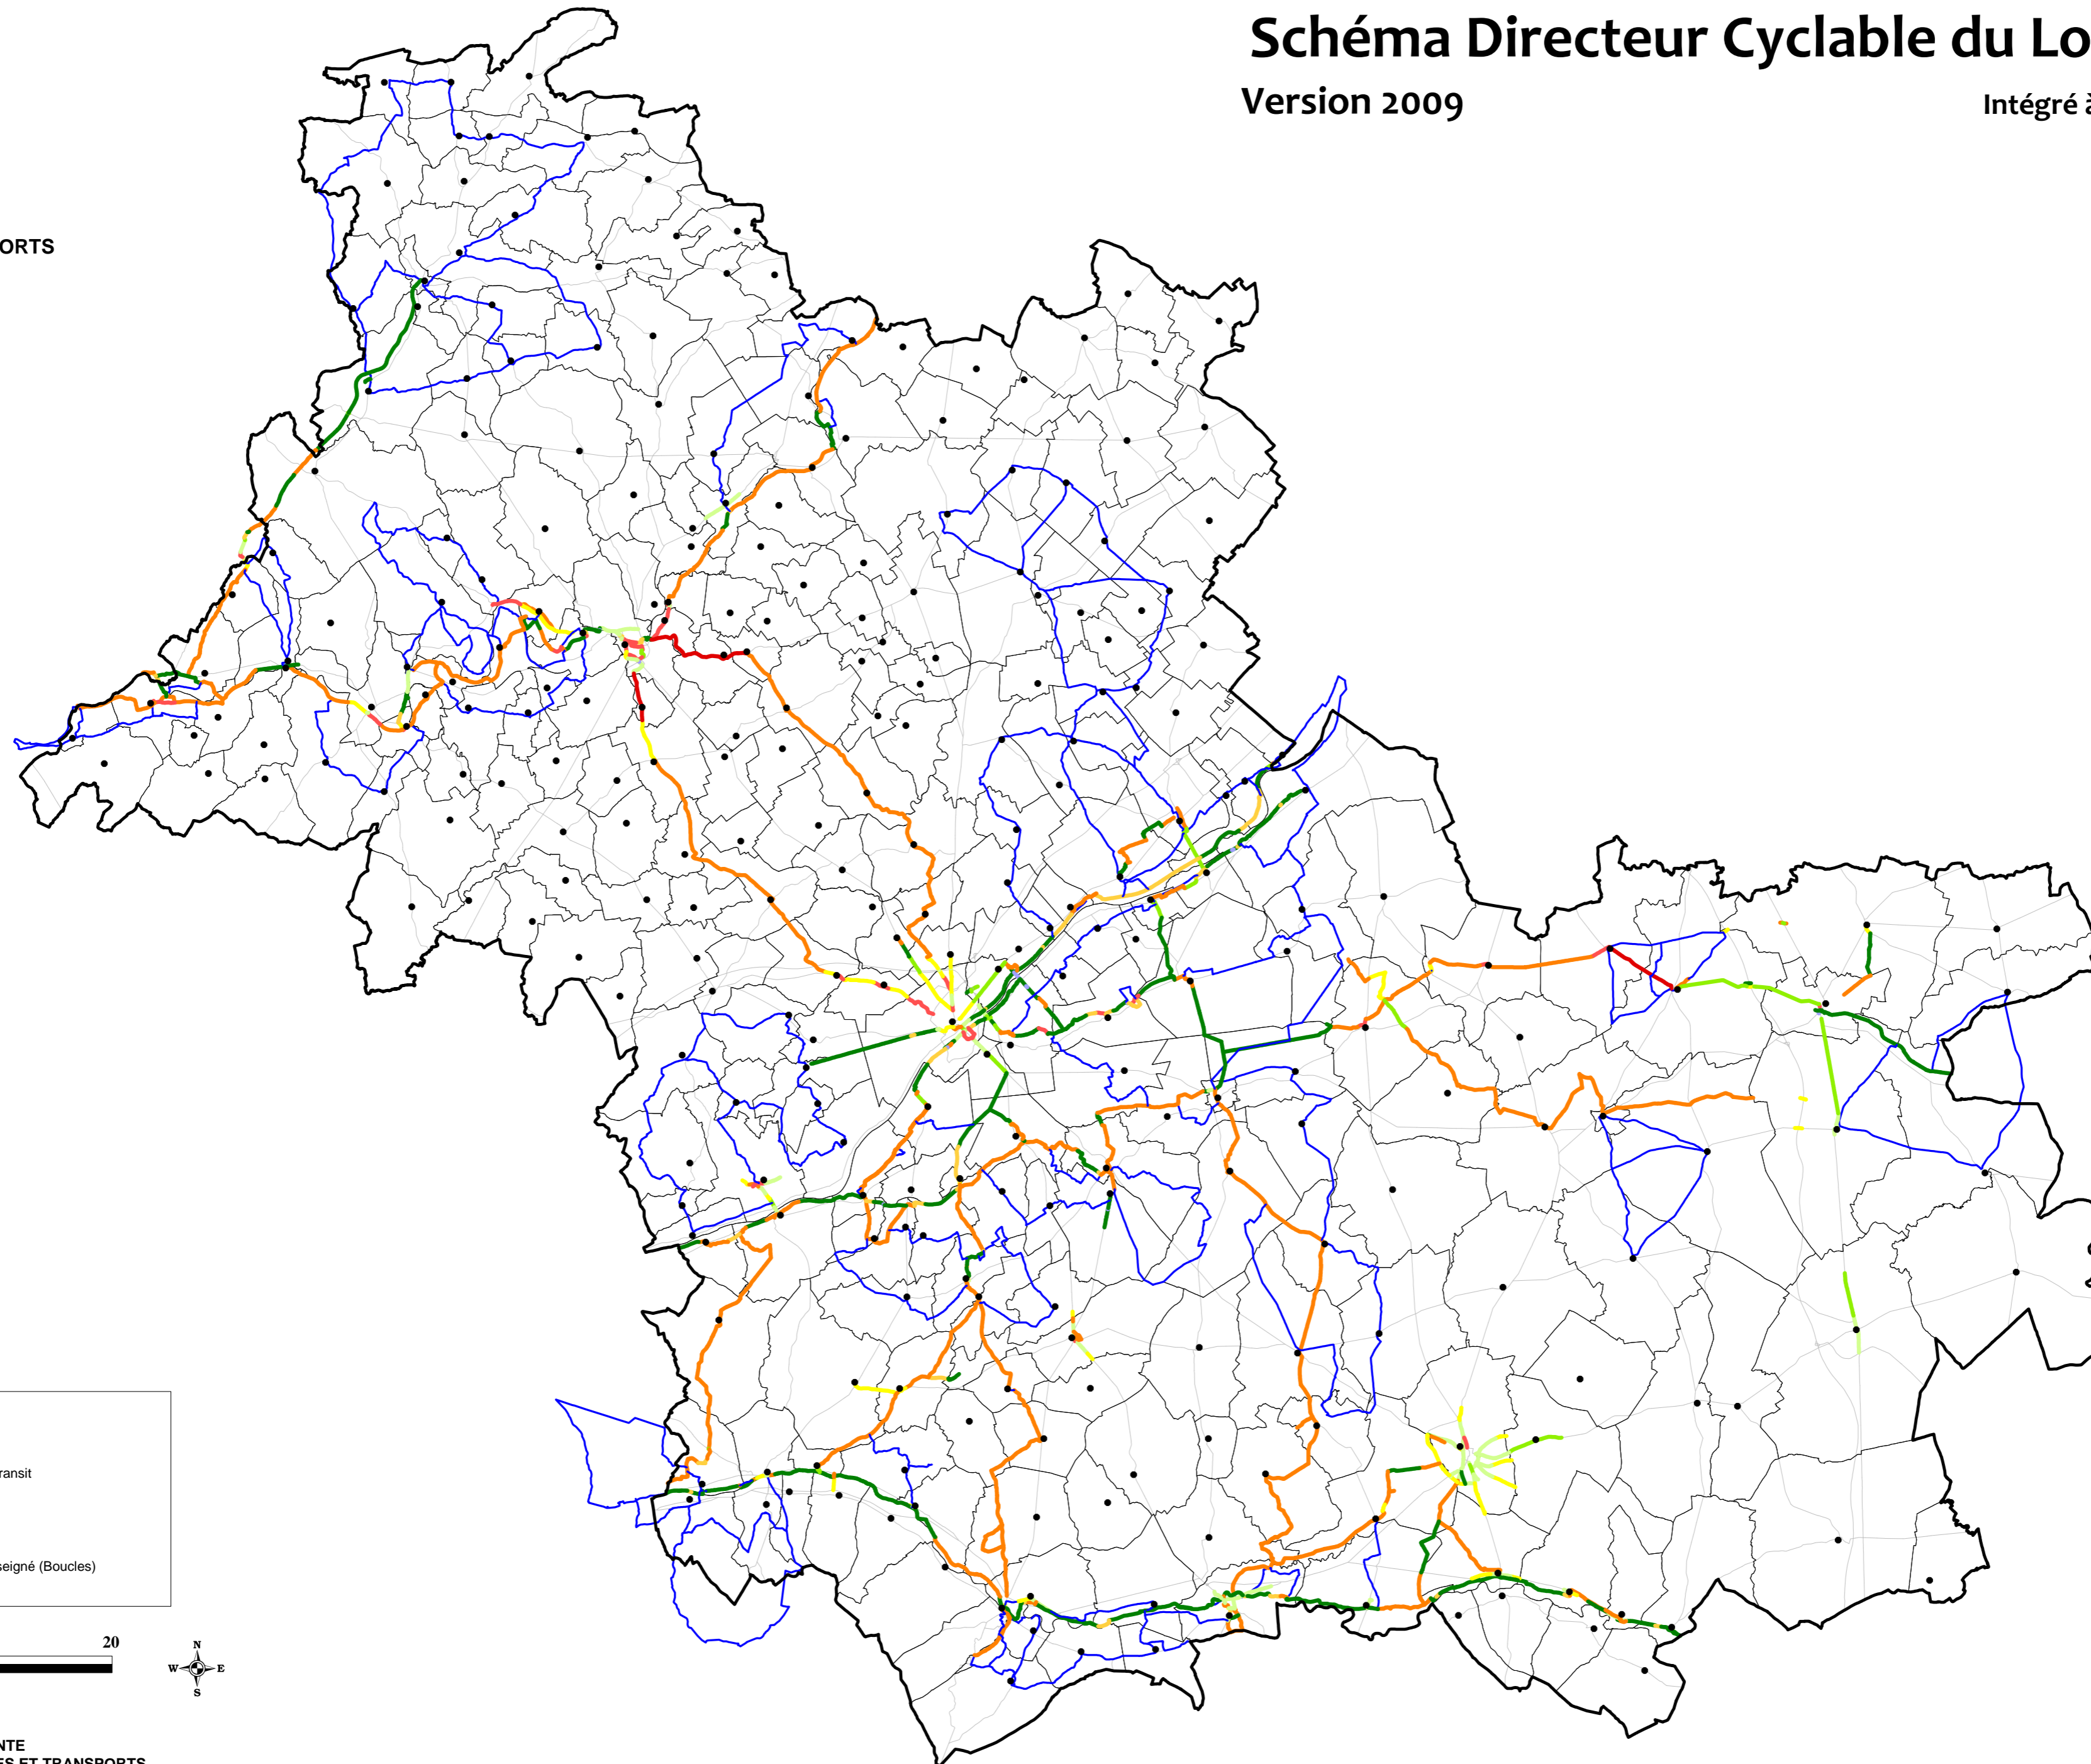 Schéma Directeur Cyclable du Lo
Version 2009
Intégré à
ORTS
ransit
seigné (Boucles)
20
N
W E
S
NTE
ES ET TRANSPORTS